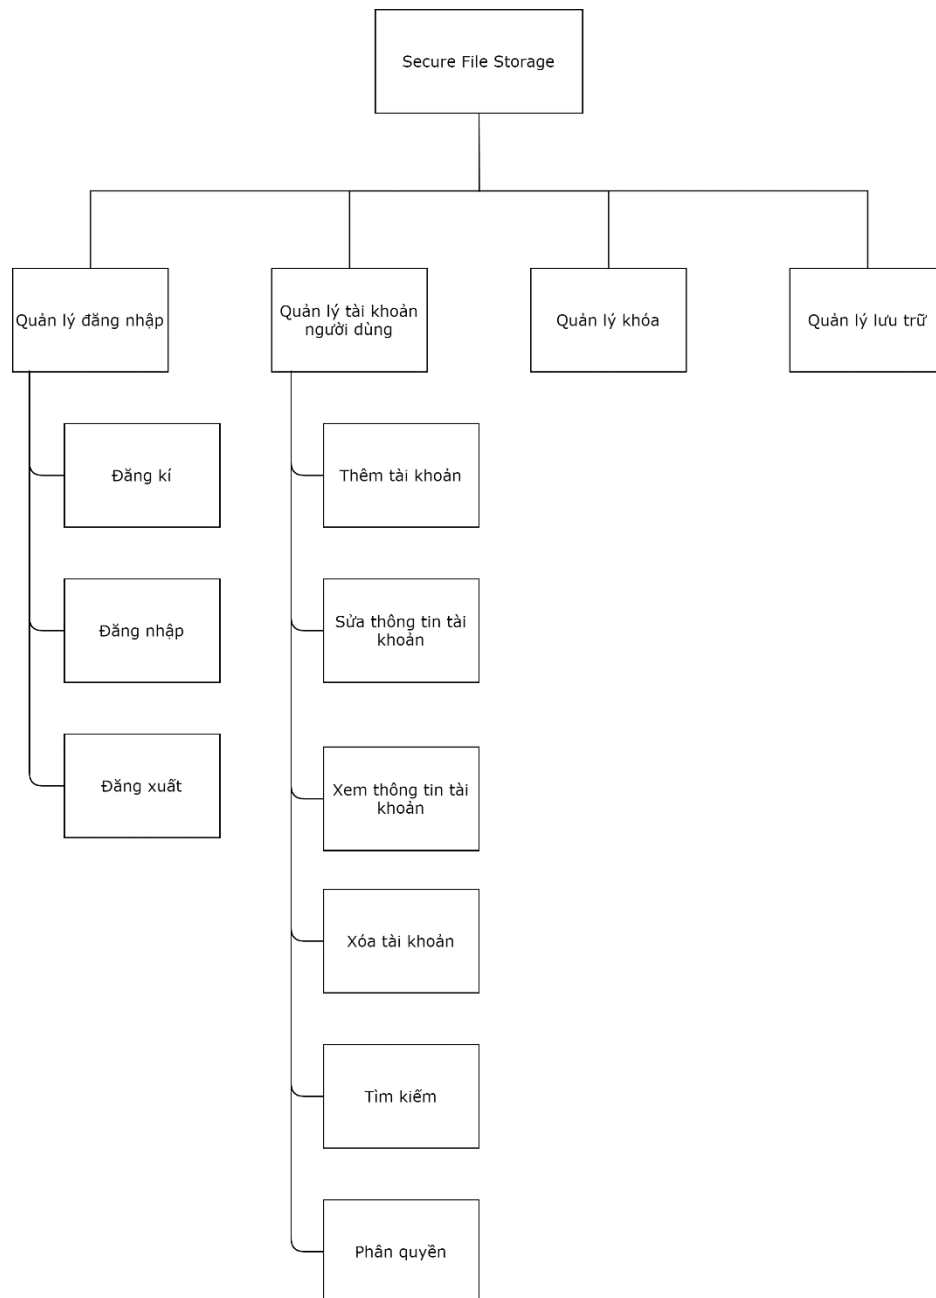 Secure File Storage
Quản lý đăng nhập
Quản lý tài khoản
người dùng
Quản lý khóa
Quản lý lưu trữ
Đăng kí
Thêm tài khoản
Đăng nhập
Sửa thông tin tài
khoản
Đăng xuất
Xem thông tin tài
khoản
Xóa tài khoản
Tìm kiếm
Phân quyền